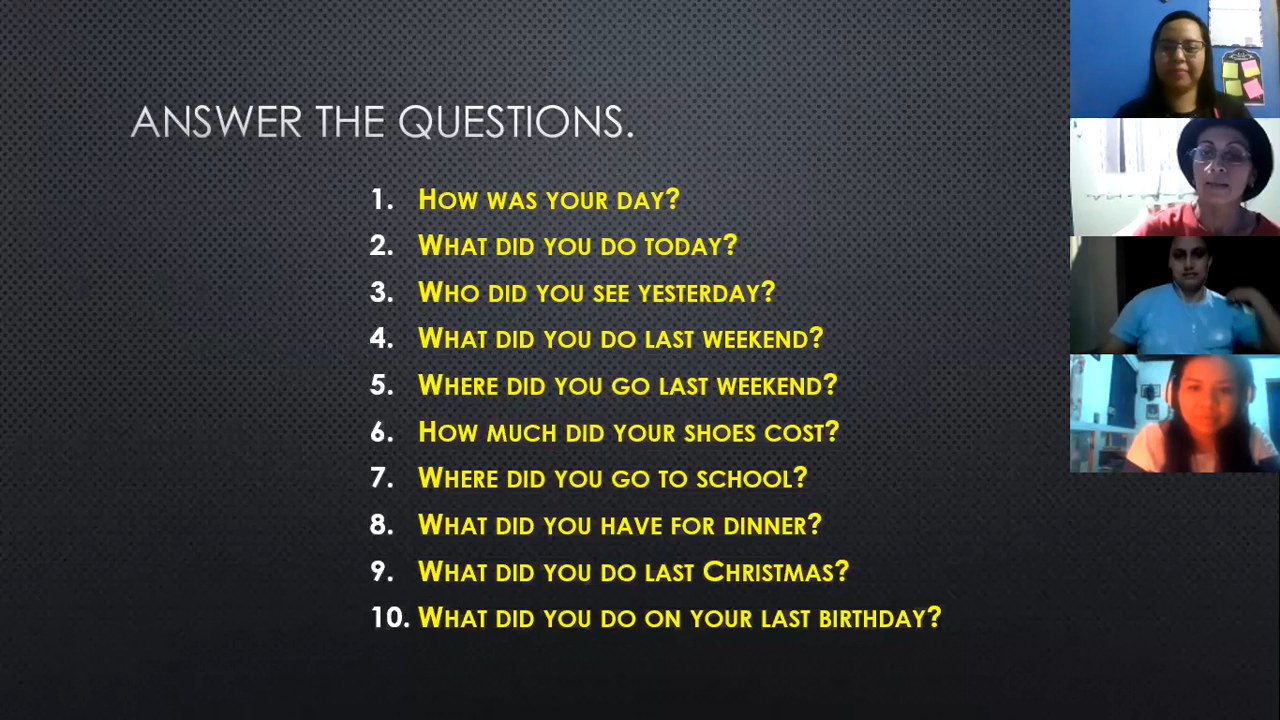 ANSWER THE QUESTIONS.
1. HOW WAS YOUR DAY?
2. WHAT DID YOU DO TODAY?
3. WHO DID YOU SEE YESTERDAY?
4. WHAT DID YOU DO LAST WEEKEND?
5. WHERE DID YOU GO LAST WEEKEND?
6. HOW MUCH DID YOUR SHOES COST?
7. WHERE DID YOU GO TO SCHOOL?
8. WHAT DID YOU HAVE FOR DINNER?
9. WHAT DID YOU DO LAST CHRISTMAS?
10. WHAT DID YOU DO ON YOUR LAST BIRTHDAY?